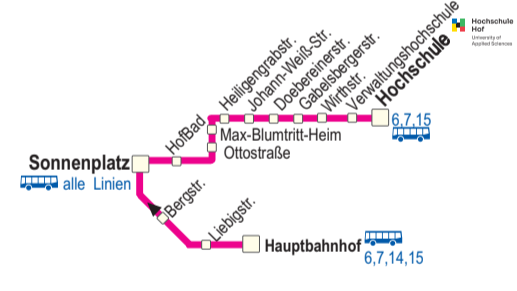 Hochschule
Hof
University of
Applied Sciences
Heiligengrabstr.
Johann-Weiß-Str.
Doebereinerstr.
Gabelsbergerstr.
Wirthstr.
Verwaltungshochschule
Hochschule
6,7,15
HofBad
Max-Blumtritt-Heim
Ottostraße
Sonnenplatz
alle Linien
Bergstr.
Liebigstr.
Hauptbahnhof
6,7,14,15